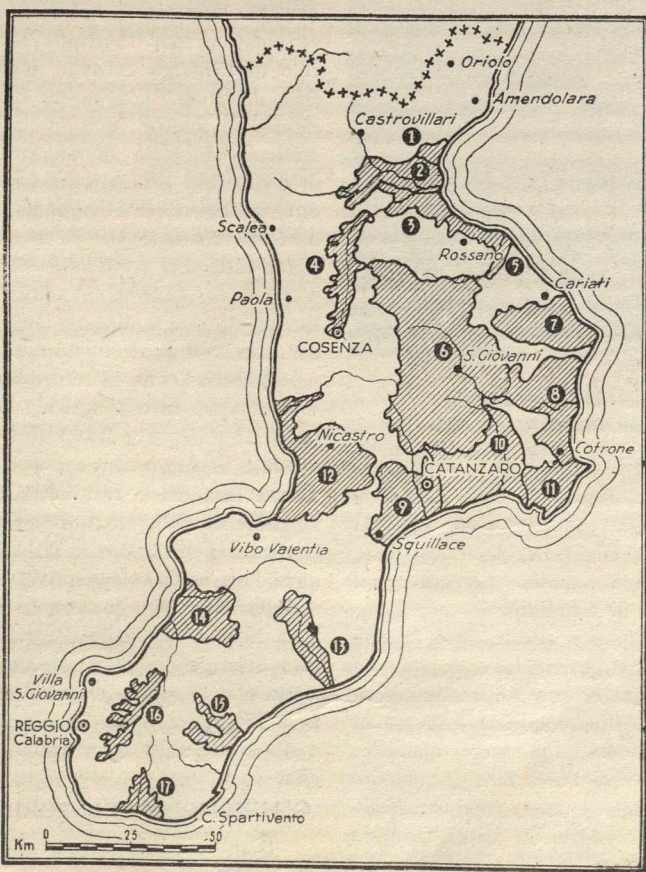 Oriolo
Amendolara
Castrovillari
1
2
Scalea
3
Rossano
4
5
Paola
Cariati
COSENZA
6
S. Giovanni
7
8
Nicastro
10
Cotrone
CATANZARO
12
9
11
Vibo Valentia
Squillace
14
13
Villa
S. Giovanni
16
15
REGGIO
Calabria
17
C. Spartivento
Km 0 25 50